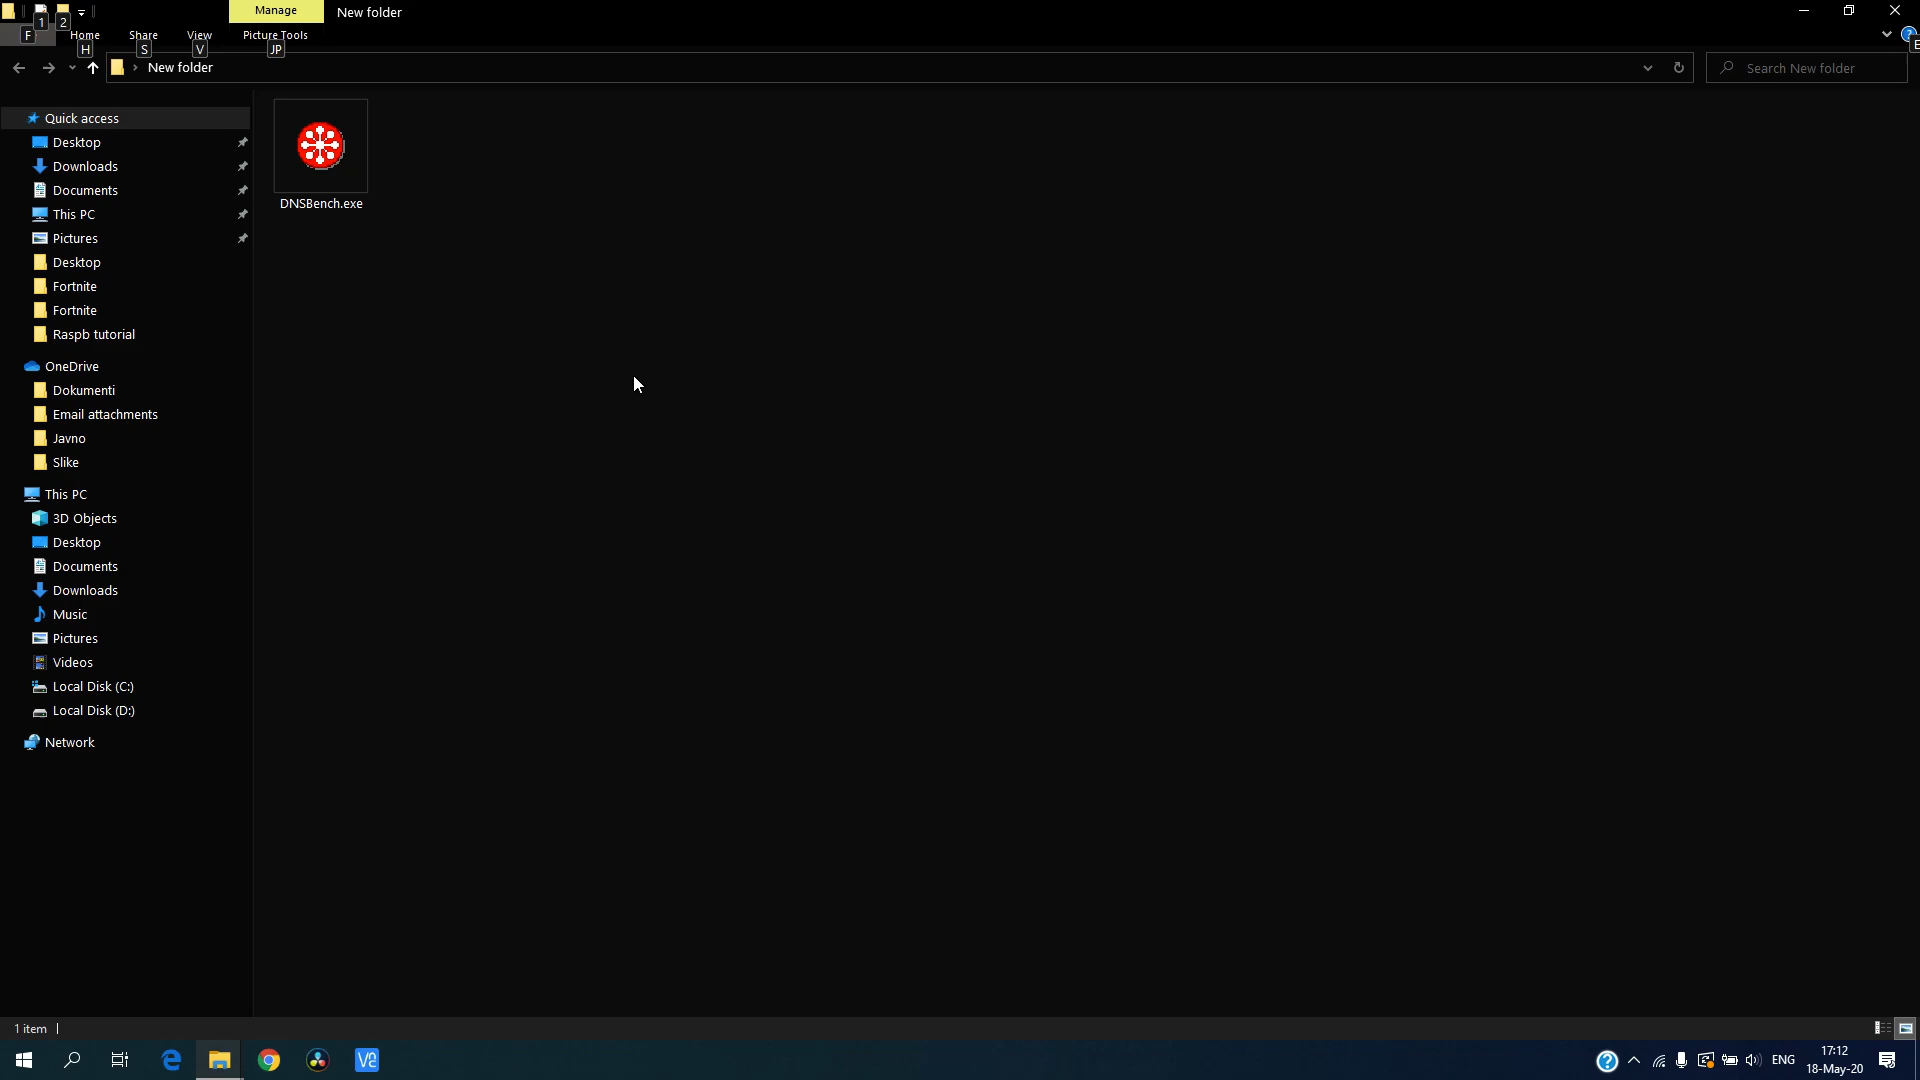 Manage
New folder
1
2
F
Home
Share
View
Picture Tools
H
S
V
JP
E
New folder
Search New folder
Quick access
Desktop
Downloads
Documents
This PC
Pictures
Desktop
Fortnite
Fortnite
Raspb tutorial
OneDrive
Dokumenti
Email attachments
Javno
Slike
This PC
3D Objects
Desktop
Documents
Downloads
Music
Pictures
Videos
Local Disk (C:)
Local Disk (D:)
Network
DNSBench.exe
1 item
ENG
17:12
18-May-20